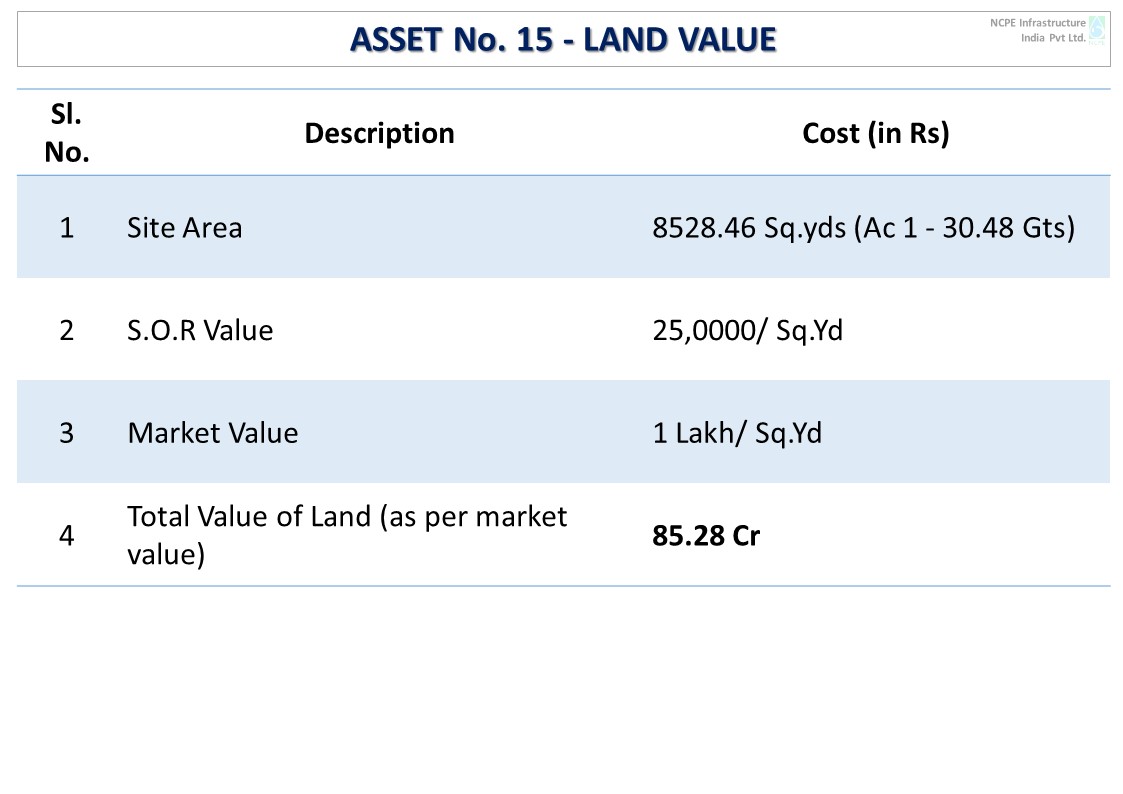 ASSET No. 15 - LAND VALUE
NCPE Infrastructure
India Pvt Ltd.
Sl.
No.
Description
Cost (in Rs)
1
Site Area
8528.46 Sq.yds (Ac 1 - 30.48 Gts)
2
S.O.R Value
25,0000/ Sq.Yd
3
Market Value
1 Lakh/ Sq.Yd
4
Total Value of Land (as per market
value)
85.28 Cr